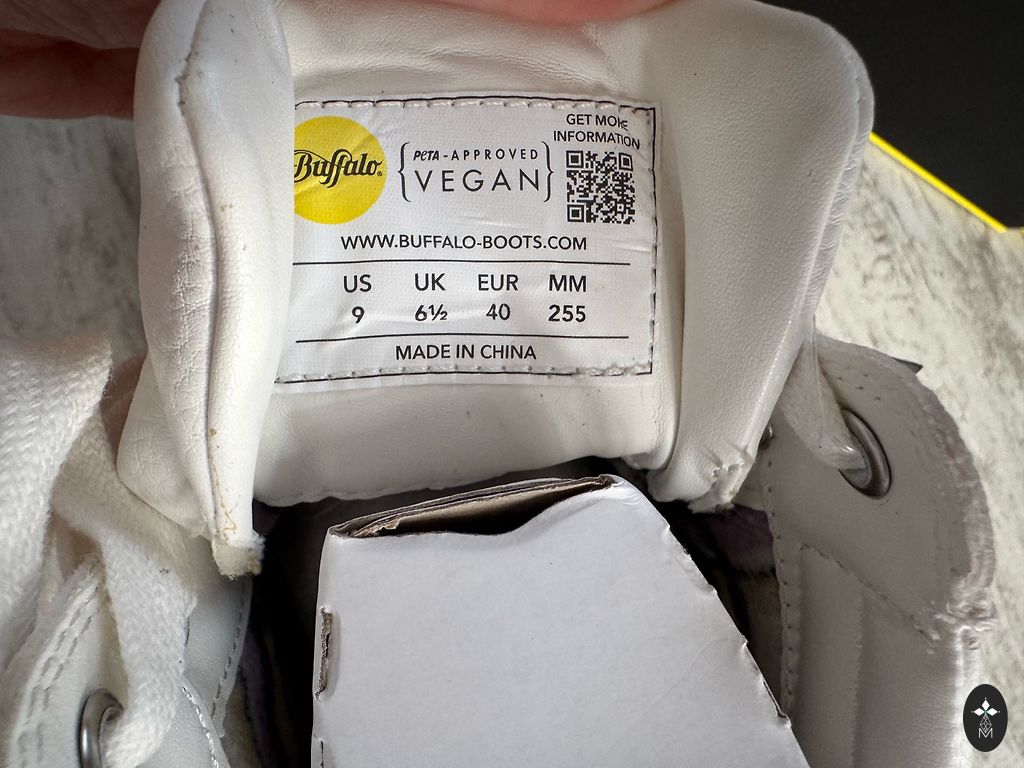 Buffalo®
PETA-APPROVED
VEGAN
GET MORE
INFORMATION
WWW.BUFFALO-BOOTS.COM
US UK EUR MM
9 6½ 40 255
MADE IN CHINA
M